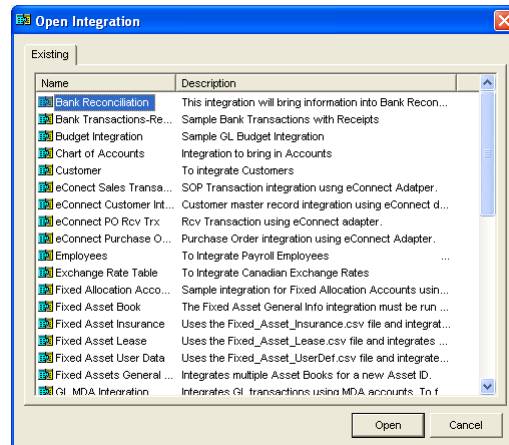 Open Integration
Existing
Name Description
Bank Reconciliation This integration will bring information into Bank Recon...
Bank Transactions-Re... Sample Bank Transactions with Receipts
Budget Integration Sample GL Budget Integration
Chart of Accounts Integration to bring in Accounts
Customer To integrate Customers
eConect Sales Transa... SOP Transaction integration usng eConnect Adatper.
eConnect Customer Int... Customer master record integration using eConnect d...
eConnect PO Rcv Trx Rcv Transaction using eConnect adapter.
eConnect Purchase O... Purchase Order integration using eConnect Adapter.
Employees To Integrate Payroll Employees ...
Exchange Rate Table To Integrate Canadian Exchange Rates
Fixed Allocation Acco... Sample integration for Fixed Allocation Accounts usin...
Fixed Asset Book The Fixed Asset General Info integration must be run ...
Fixed Asset Insurance Uses the Fixed_Asset_Insurance.csv file and integrat...
Fixed Asset Lease Uses the Fixed_Asset_Lease.csv file and integrates ...
Fixed Asset User Data Uses the Fixed_Asset_UserDef.csv file and integrate...
Fixed Assets General ... Integrates multiple Asset Books for a new Asset ID.
GL MDA Integration Integrates GL transactions using MDA accounts. To f...
Open Cancel